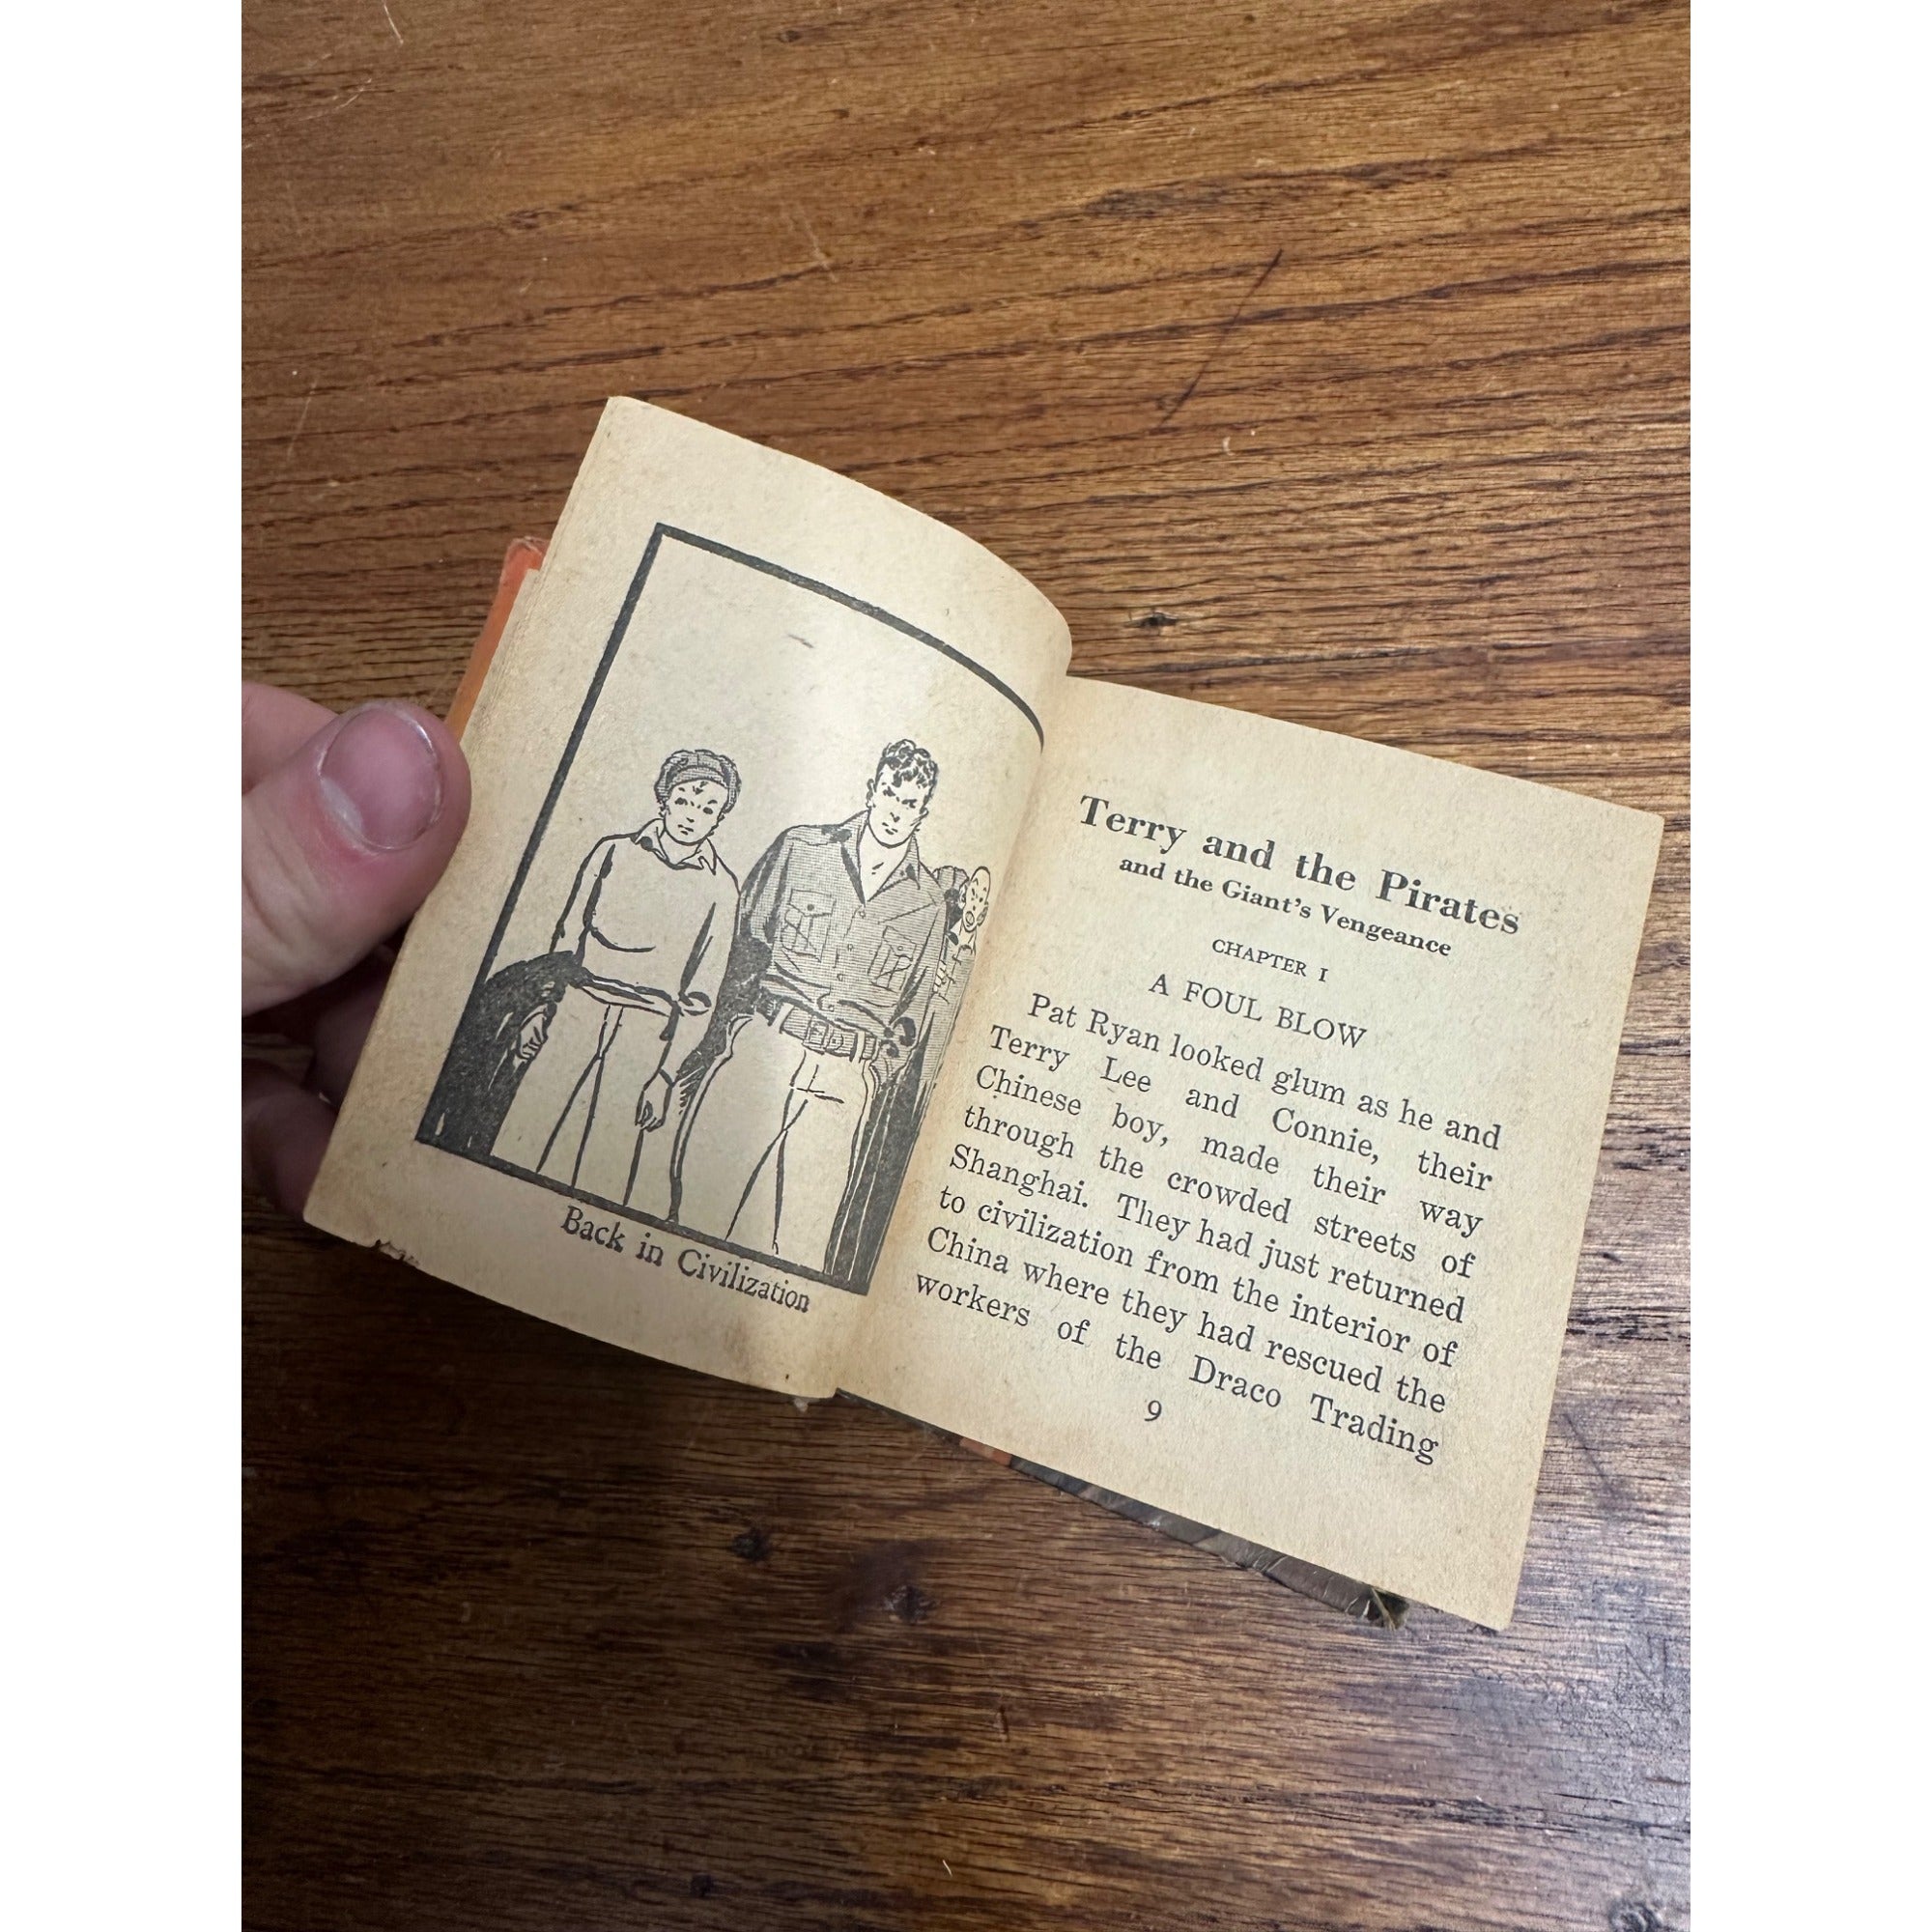 Back in Civilization
Terry and the Pirates
and the Giant's Vengeance
CHAPTER I
A FOUL BLOW
Pat Ryan looked glum as he and
Terry Lee and Connie, their
Chinese boy, made their way
through the crowded streets of
Shanghai. They had just returned
to civilization from the interior of
China where they had rescued the
workers of the Draco Trading
9